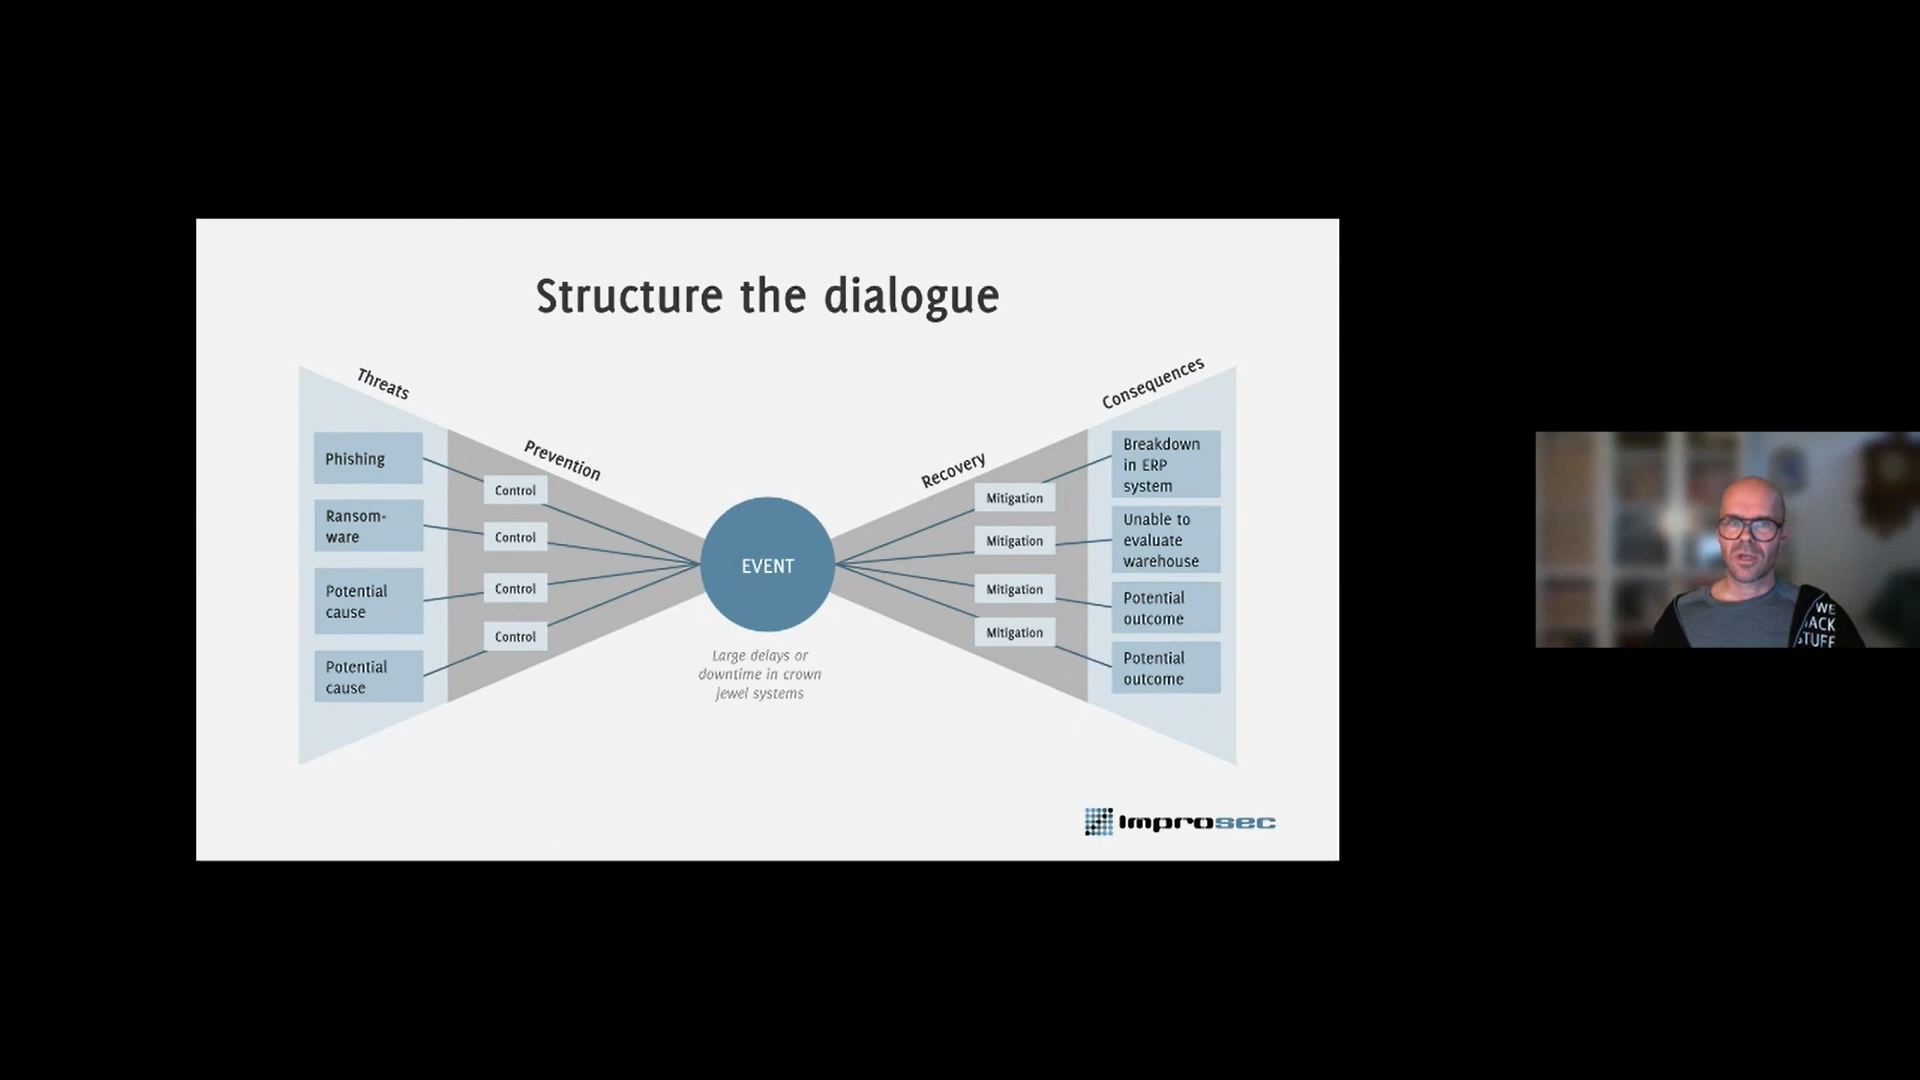 Structure the dialogue
Threats
Prevention
Phishing
Ransom-
ware
Potential
cause
Potential
cause
Control
Control
Control
Control
EVENT
Large delays or
downtime in crown
jewel systems
Recovery
Consequences
Mitigation
Mitigation
Mitigation
Mitigation
Breakdown
in ERP
system
Unable to
evaluate
warehouse
Potential
outcome
Potential
outcome
Improsec
WE
STUFF